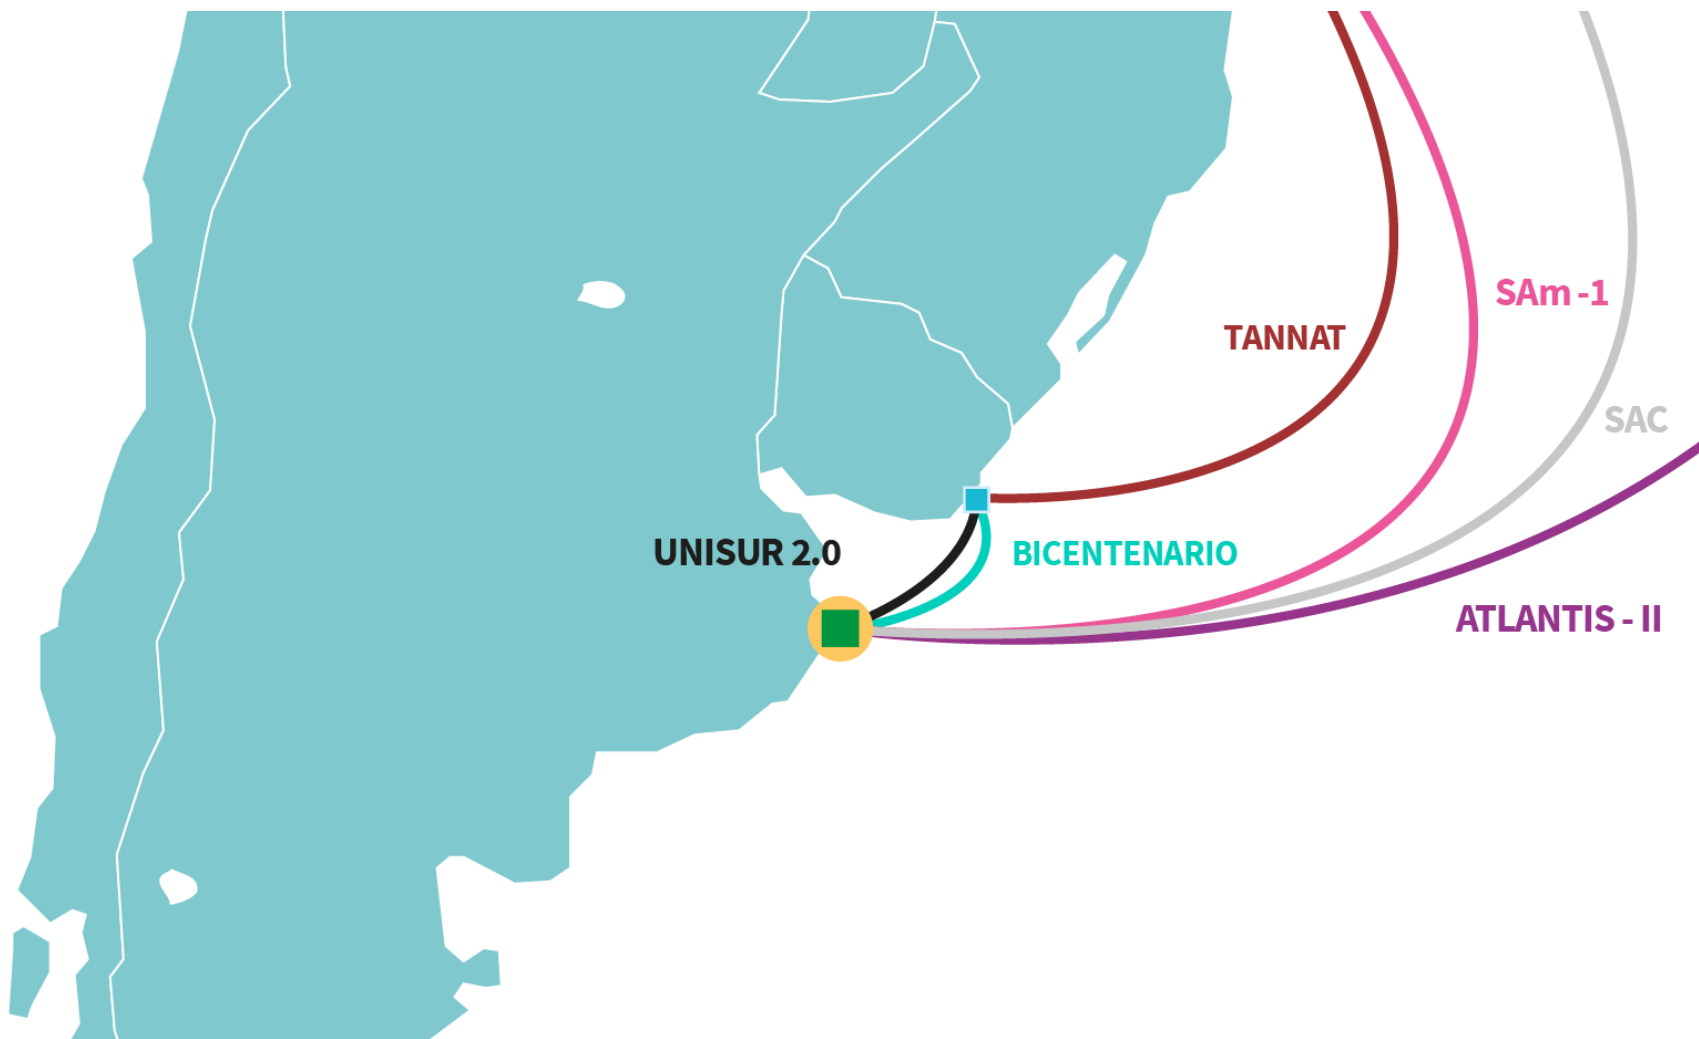 SAm -1
TANNAT
SAC
UNISUR 2.0
BICENTENARIO
ATLANTIS - II